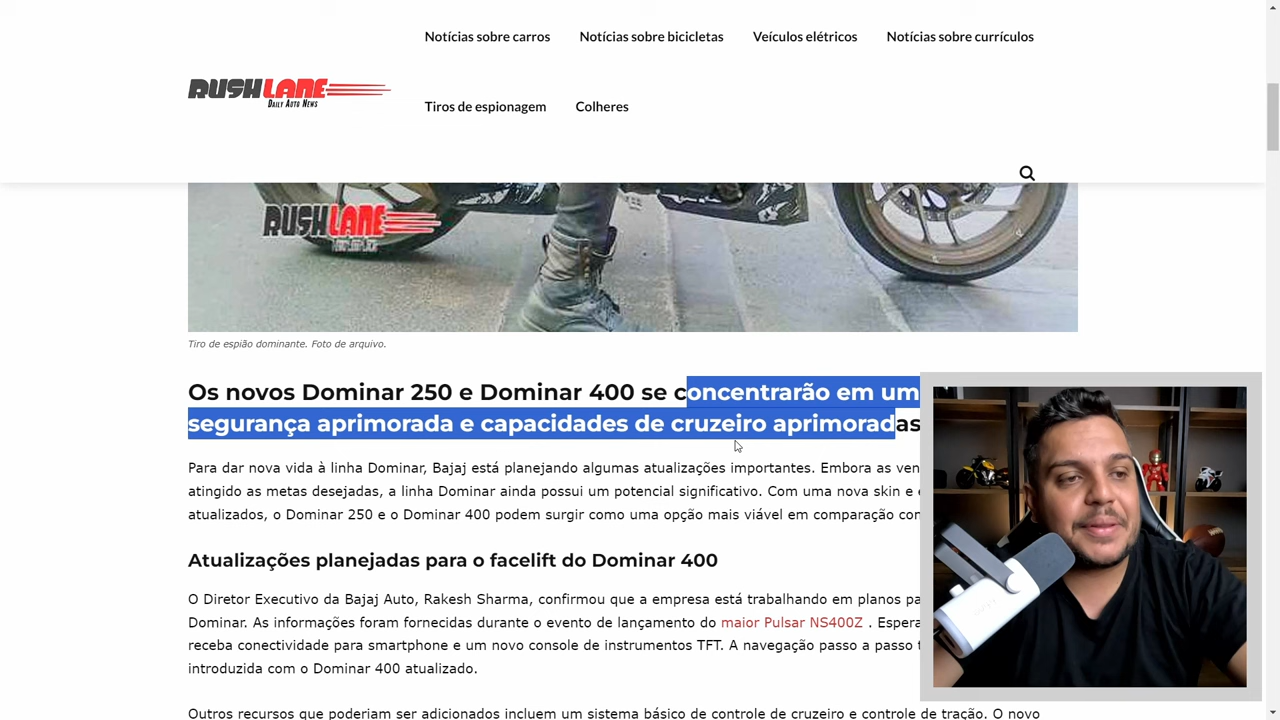 Notícias sobre carros
Notícias sobre bicicletas
Veículos elétricos
Notícias sobre currículos
RUSHLANE
DAILY AUTO NEWS
Tiros de espionagem
Colheres
RUSHLANE
Tiro de espião dominante. Foto de arquivo.
Os novos Dominar 250 e Dominar 400 se concentrarão em um
segurança aprimorada e capacidades de cruzeiro aprimoradas
Para dar nova vida à linha Dominar, Bajaj está planejando algumas atualizações importantes. Embora as
atingido as metas desejadas, a linha Dominar ainda possui um potencial significativo. Com uma nova skin e
atualizados, o Dominar 250 e o Dominar 400 podem surgir como uma opção mais viável em comparação
Atualizações planejadas para o facelift do Dominar 400
O Diretor Executivo da Bajaj Auto, Rakesh Sharma, confirmou que a empresa está trabalhando em planos
Dominar. As informações foram fornecidas durante o evento de lançamento do maior Pulsar NS400Z .
receba conectividade para smartphone e um novo console de instrumentos TFT. A navegação passo a passo
introduzida com o Dominar 400 atualizado.
Outros recursos que poderiam ser adicionados incluem um sistema básico de controle de cruzeiro e controle de tração. O novo